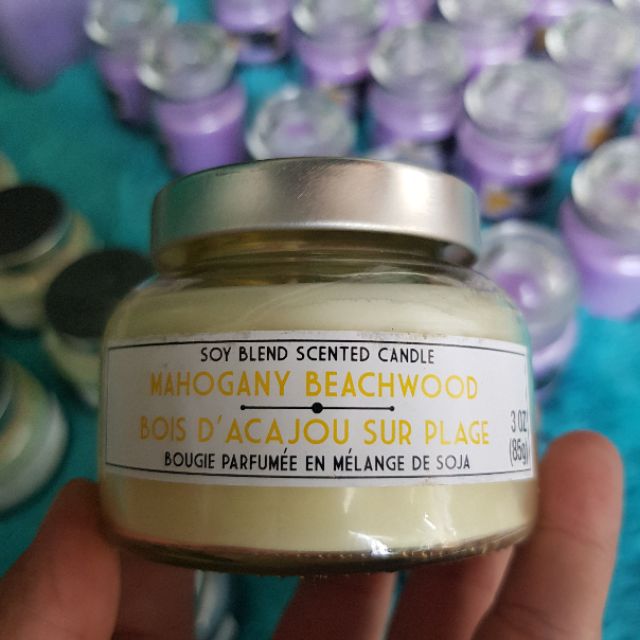 SOY BLEND SCENTED CANDLE
MAHOGANY BEACHWOOD
BOIS D'ACAJOU SUR PLAGE
BOUGIE PARFUMÉE EN MÉLANGE DE SOJA
3 OZ
(85g)